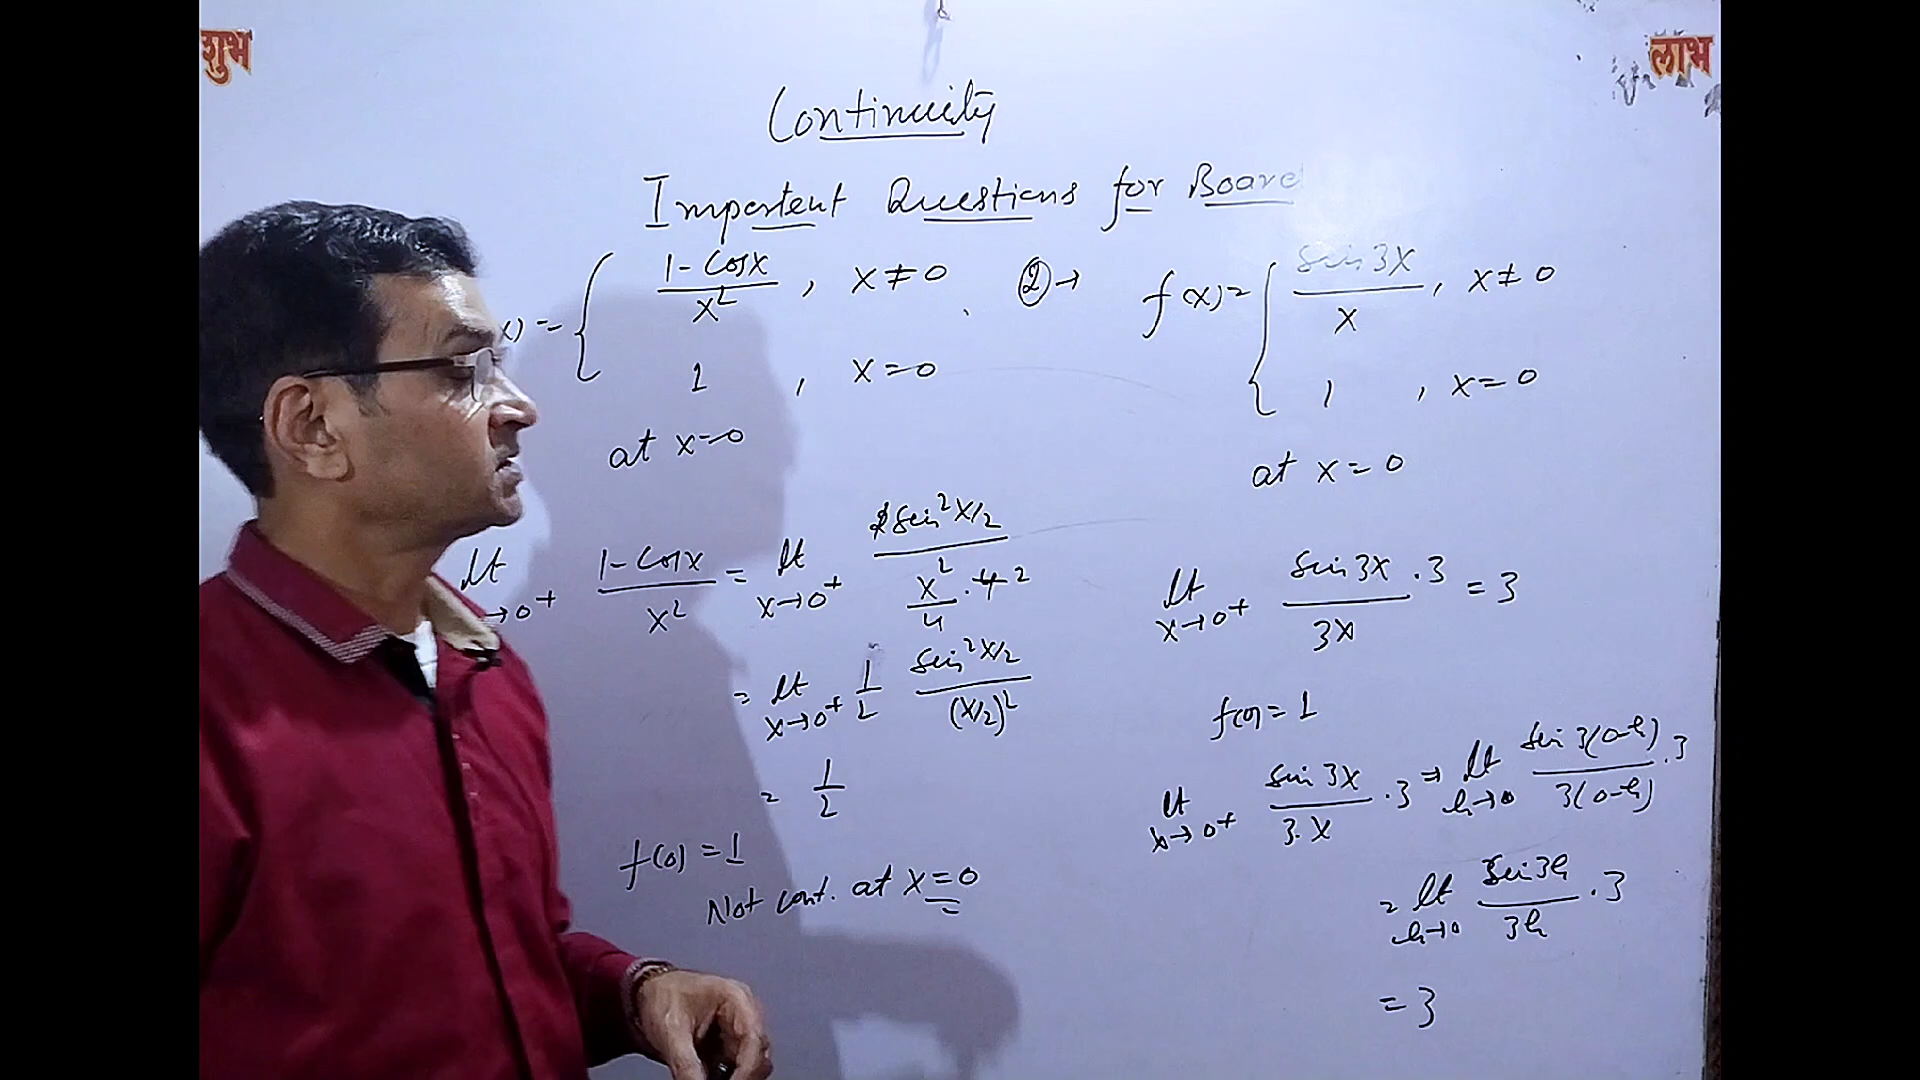 शुभ
लाभ
Continuity
Importent Questions for Board
x) = { 1 - Cosx / x² , x ≠ 0
1 , x = 0
at x = 0
lt →0+ 1 - Cosx / x² = lt x→0+ 2 Sin² x/2 / x²/4 · 4 2
= lt x→0+ 1/2 Sin² x/2 / (x/2)²
= 1/2
f(0) = 1
Not cont. at x = 0
② → f(x) = { Sin 3x / x , x ≠ 0
1 , x = 0
at x = 0
lt x→0+ Sin 3x / 3x · 3 = 3
f(0) = 1
lt x→0+ Sin 3x / 3.x · 3 ⇒ lt h→0 Sin 3(0-h) / 3(0-h) · 3
= lt h→0 Sin 3h / 3h · 3
= 3